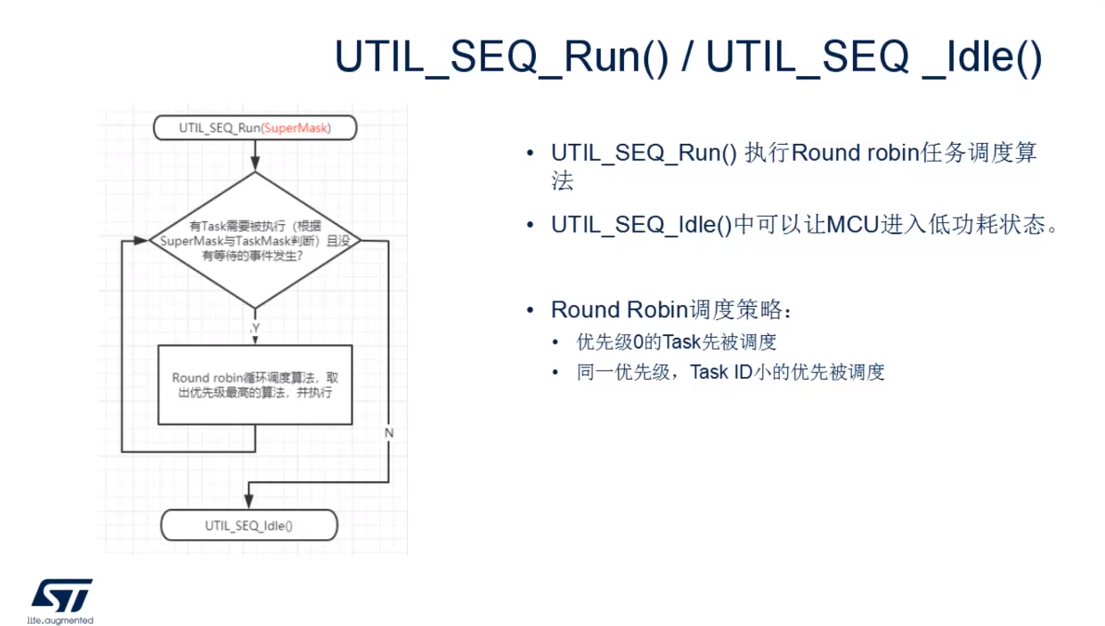 UTIL_SEQ_Run() / UTIL_SEQ _Idle()
UTIL_SEQ_Run(SuperMask)
有Task需要被执行（根据
SuperMask与TaskMask判断）且没
有等待的事件发生？
Y
Round robin循环调度算法，取
出优先级最高的算法，并执行
N
UTIL_SEQ_Idle()
• UTIL_SEQ_Run() 执行Round robin任务调度算
法
• UTIL_SEQ_Idle()中可以让MCU进入低功耗状态。
• Round Robin调度策略：
• 优先级0的Task先被调度
• 同一优先级，Task ID小的优先被调度
ST
life.augmented